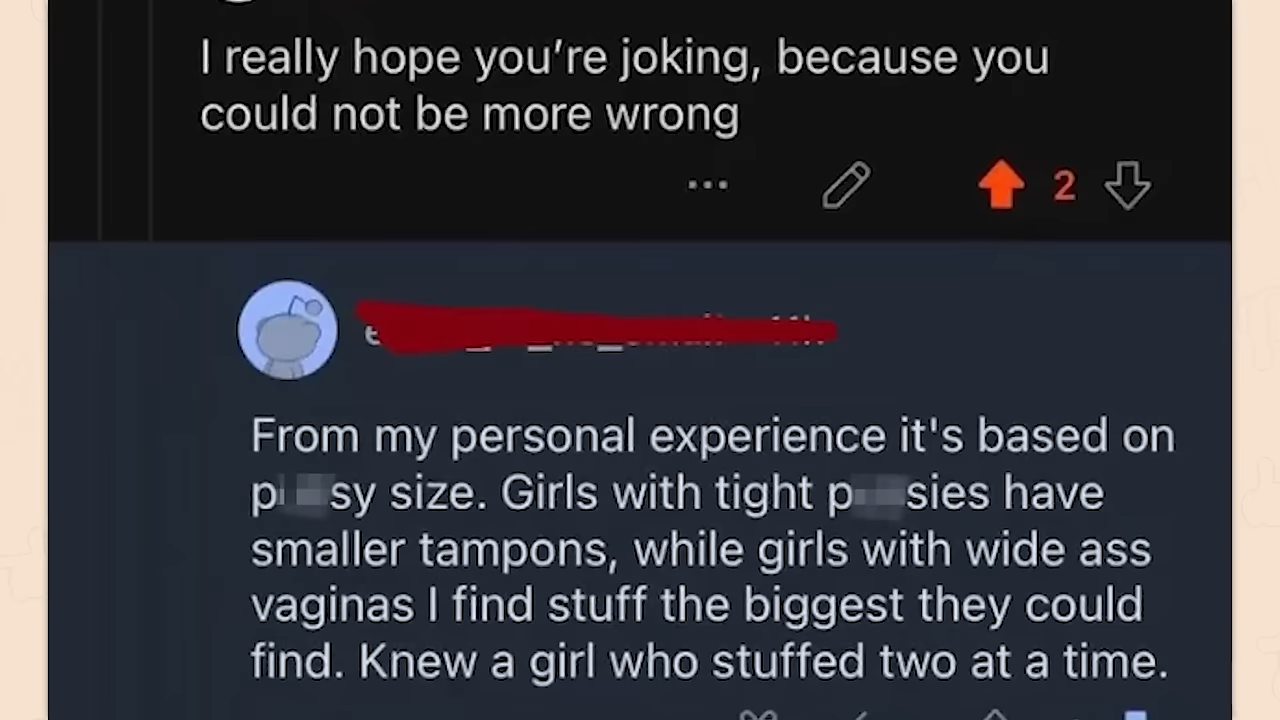 I really hope you're joking, because you
could not be more wrong
2
From my personal experience it's based on
p sy size. Girls with tight p sies have
smaller tampons, while girls with wide ass
vaginas I find stuff the biggest they could
find. Knew a girl who stuffed two at a time.